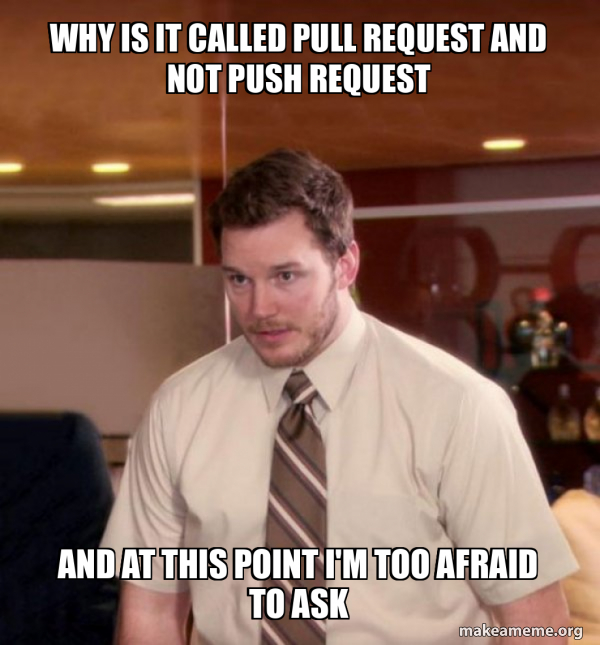 WHY IS IT CALLED PULL REQUEST AND
NOT PUSH REQUEST
AND AT THIS POINT I'M TOO AFRAID
TO ASK
makeameme.org